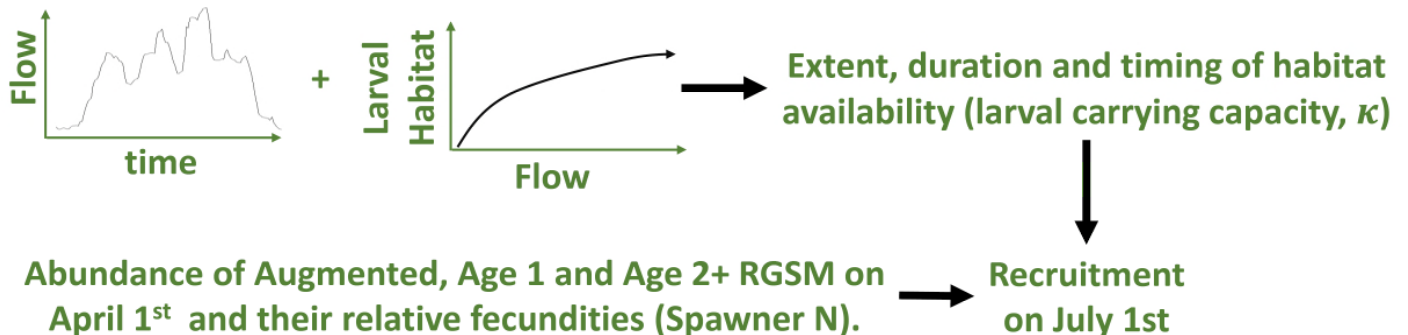 Flow
time
+
Larval
Habitat
Flow
Extent, duration and timing of habitat
availability (larval carrying capacity, κ)
Abundance of Augmented, Age 1 and Age 2+ RGSM on
April 1st and their relative fecundities (Spawner N).
Recruitment
on July 1st